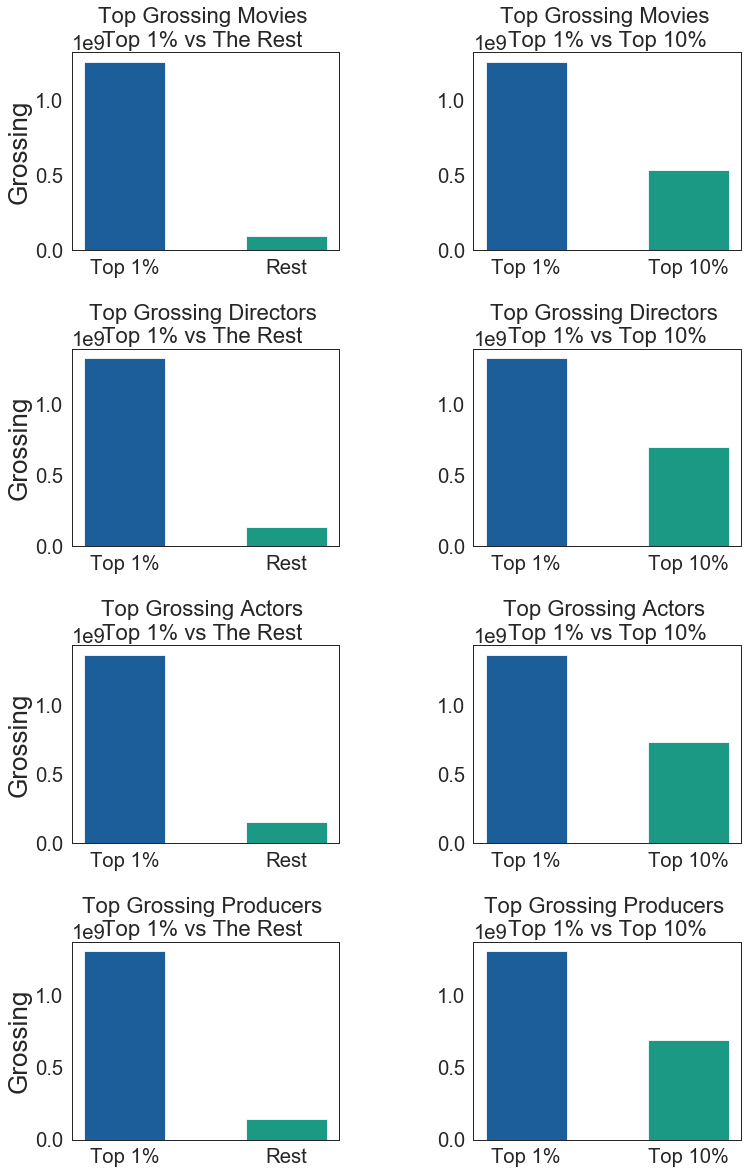 Top Grossing Movies
Top 1% vs The Rest
1e9
1.0
0.5
0.0
Grossing
Top 1% Rest
Top Grossing Movies
Top 1% vs Top 10%
1e9
1.0
0.5
0.0
Top 1% Top 10%
Top Grossing Directors
Top 1% vs The Rest
1e9
1.0
0.5
0.0
Grossing
Top 1% Rest
Top Grossing Directors
Top 1% vs Top 10%
1e9
1.0
0.5
0.0
Top 1% Top 10%
Top Grossing Actors
Top 1% vs The Rest
1e9
1.0
0.5
0.0
Grossing
Top 1% Rest
Top Grossing Actors
Top 1% vs Top 10%
1e9
1.0
0.5
0.0
Top 1% Top 10%
Top Grossing Producers
Top 1% vs The Rest
1e9
1.0
0.5
0.0
Grossing
Top 1% Rest
Top Grossing Producers
Top 1% vs Top 10%
1e9
1.0
0.5
0.0
Top 1% Top 10%